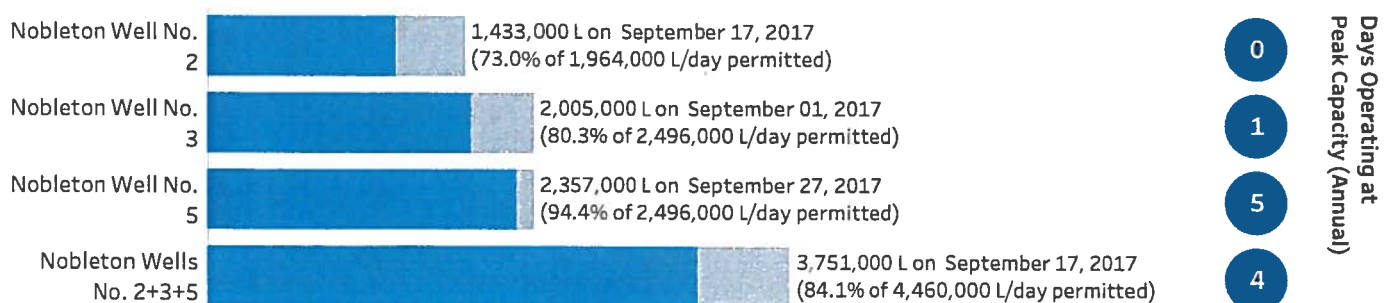 Nobleton Well No.
2
1,433,000 L on September 17, 2017
(73.0% of 1,964,000 L/day permitted)
0
Nobleton Well No.
3
2,005,000 L on September 01, 2017
(80.3% of 2,496,000 L/day permitted)
1
Nobleton Well No.
5
2,357,000 L on September 27, 2017
(94.4% of 2,496,000 L/day permitted)
5
Nobleton Wells
No. 2+3+5
3,751,000 L on September 17, 2017
(84.1% of 4,460,000 L/day permitted)
4
Days Operating at
Peak Capacity (Annual)